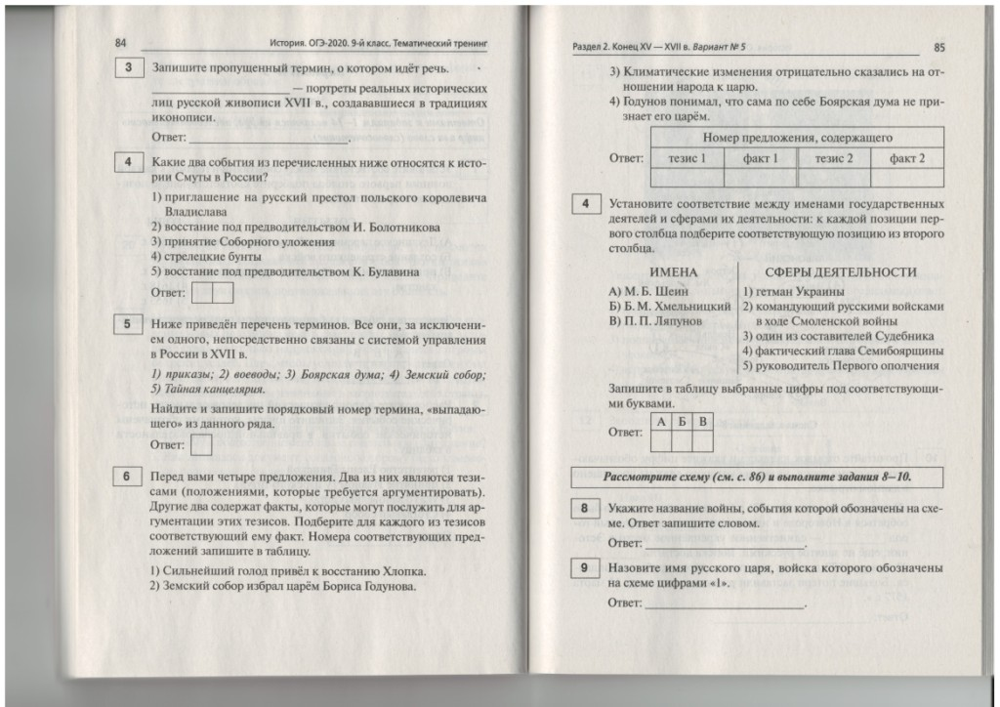 84
История. ОГЭ-2020. 9-й класс. Тематический тренинг
3 Запишите пропущенный термин, о котором идёт речь.
____________________ — портреты реальных исторических
лиц русской живописи XVII в., создававшиеся в традициях
иконописи.
Ответ: ____________________.
4 Какие два события из перечисленных ниже относятся к исто-
рии Смуты в России?
1) приглашение на русский престол польского королевича
Владислава
2) восстание под предводительством И. Болотникова
3) принятие Соборного уложения
4) стрелецкие бунты
5) восстание под предводительством К. Булавина
Ответ:
5 Ниже приведён перечень терминов. Все они, за исключени-
ем одного, непосредственно связаны с системой управления
в России в XVII в.
1) приказы; 2) воеводы; 3) Боярская дума; 4) Земский собор;
5) Тайная канцелярия.
Найдите и запишите порядковый номер термина, «выпадаю-
щего» из данного ряда.
Ответ:
6 Перед вами четыре предложения. Два из них являются тези-
сами (положениями, которые требуется аргументировать).
Другие два содержат факты, которые могут послужить для ар-
гументации этих тезисов. Подберите для каждого из тезисов
соответствующий ему факт. Номера соответствующих пред-
ложений запишите в таблицу.
1) Сильнейший голод привёл к восстанию Хлопка.
2) Земский собор избрал царём Бориса Годунова.
Раздел 2. Конец XV — XVII в. Вариант № 5
85
3) Климатические изменения отрицательно сказались на от-
ношении народа к царю.
4) Годунов понимал, что сама по себе Боярская дума не при-
знает его царём.
Номер предложения, содержащего
Ответ: тезис 1 факт 1 тезис 2 факт 2
4 Установите соответствие между именами государственных
деятелей и сферами их деятельности: к каждой позиции пер-
вого столбца подберите соответствующую позицию из второго
столбца.
ИМЕНА
А) М. Б. Шеин
Б) Б. М. Хмельницкий
В) П. П. Ляпунов
СФЕРЫ ДЕЯТЕЛЬНОСТИ
1) гетман Украины
2) командующий русскими войсками
в ходе Смоленской войны
3) один из составителей Судебника
4) фактический глава Семибоярщины
5) руководитель Первого ополчения
Запишите в таблицу выбранные цифры под соответствующи-
ми буквами.
Ответ: А Б В
Рассмотрите схему (см. с. 86) и выполните задания 8—10.
8 Укажите название войны, события которой обозначены на схе-
ме. Ответ запишите словом.
Ответ: ____________________.
9 Назовите имя русского царя, войска которого обозначены
на схеме цифрами «1».
Ответ: ____________________.